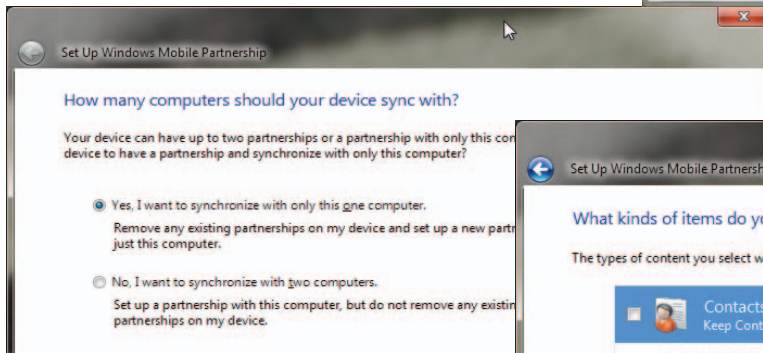 Set Up Windows Mobile Partnership
How many computers should your device sync with?
Your device can have up to two partnerships or a partnership with only this
device to have a partnership and synchronize with only this computer?
Yes, I want to synchronize with only this one computer.
Remove any existing partnerships on my device and set up a new
just this computer.
No, I want to synchronize with two computers.
Set up a partnership with this computer, but do not remove any
partnerships on my device.
Set Up Windows Mobile
What kinds of items do
The types of content you select
Contacts
Keep